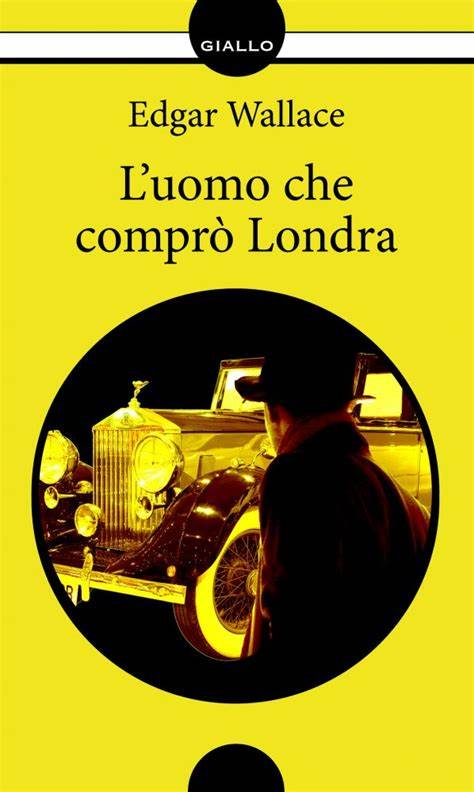 GIALLO
Edgar Wallace
L'uomo che
comprò Londra